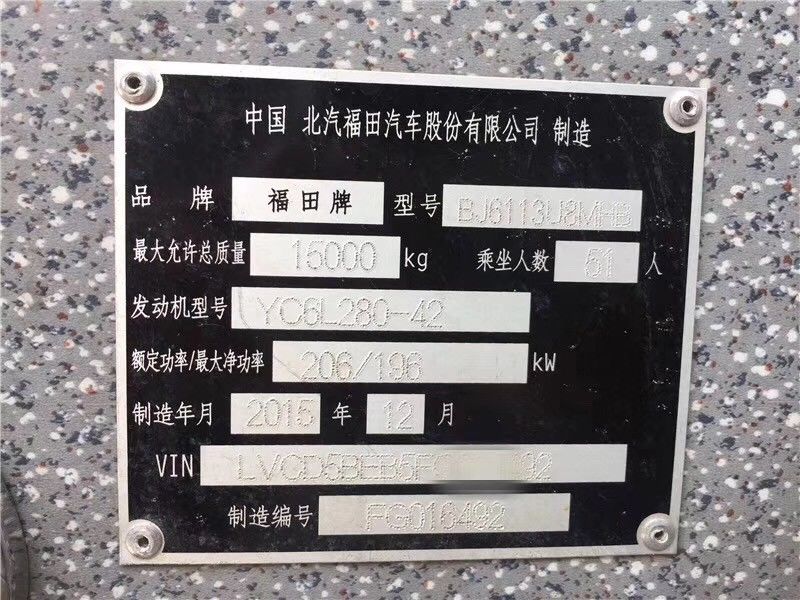 中国 北汽福田汽车股份有限公司 制造
品 牌 福田牌 型号 BJ6113U8MHB
最大允许总质量 15000 kg 乘坐人数 51 人
发动机型号 YC6L280-42
额定功率/最大净功率 206/196 kW
制造年月 2015 年 12 月
VIN LVCD5BEB5FG 92
制造编号 FG016492